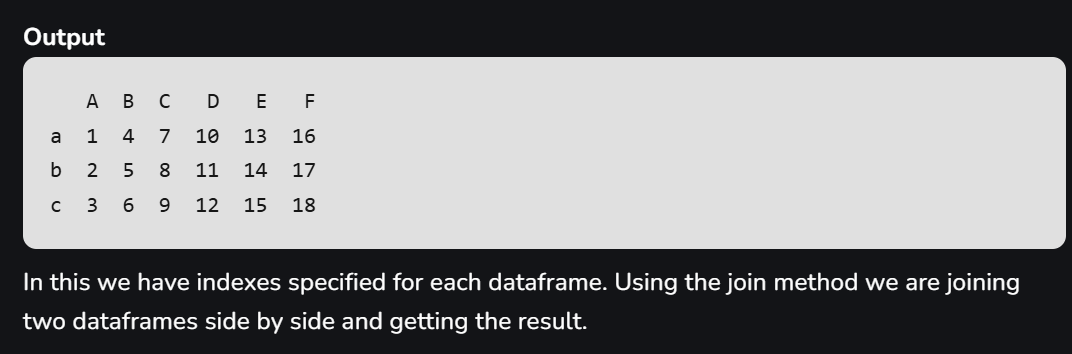 Output
A B C D E F
a 1 4 7 10 13 16
b 2 5 8 11 14 17
c 3 6 9 12 15 18
In this we have indexes specified for each dataframe. Using the join method we are joining
two dataframes side by side and getting the result.